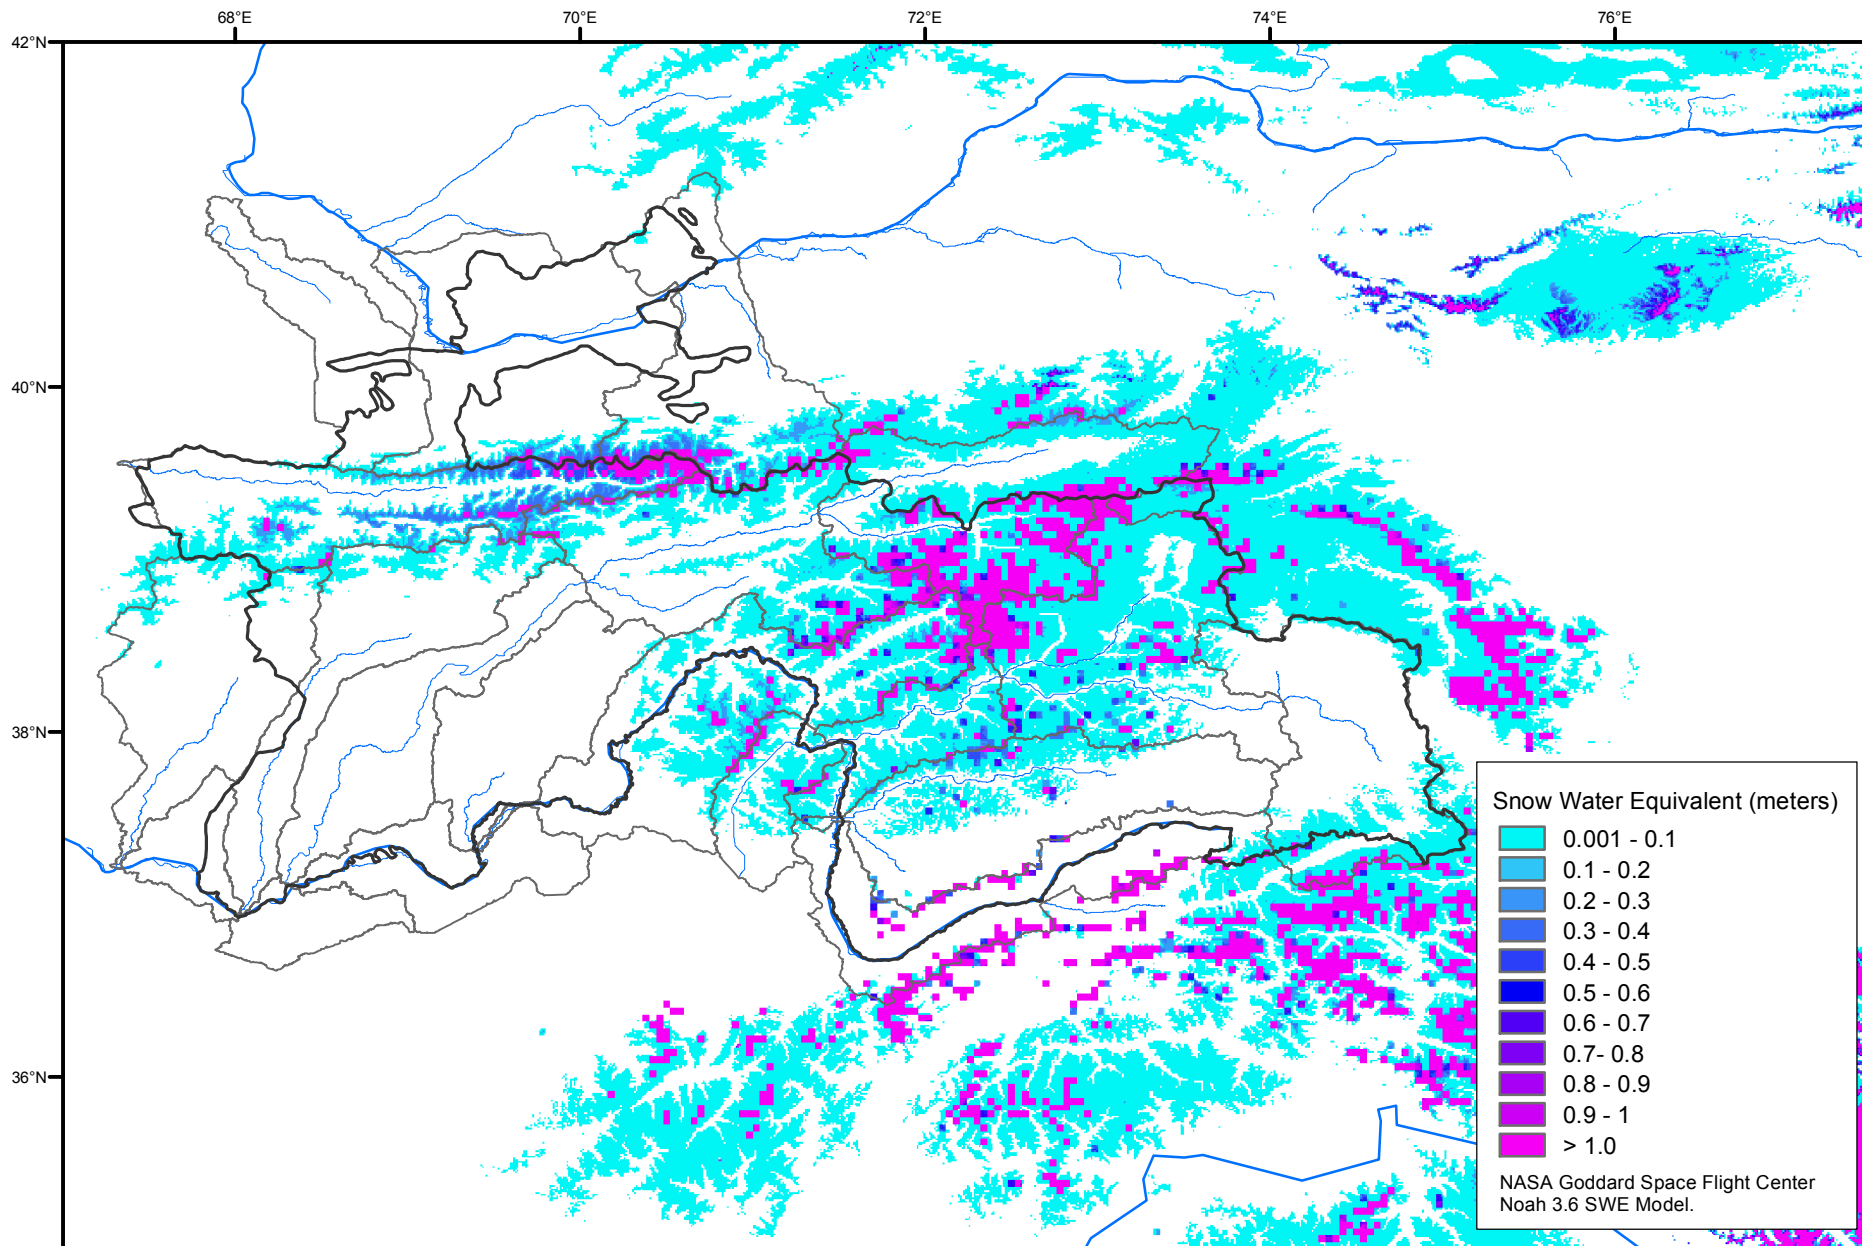 68°E
70°E
72°E
74°E
76°E
42°N
40°N
38°N
36°N
Snow Water Equivalent (meters)
0.001 - 0.1
0.1 - 0.2
0.2 - 0.3
0.3 - 0.4
0.4 - 0.5
0.5 - 0.6
0.6 - 0.7
0.7- 0.8
0.8 - 0.9
0.9 - 1
> 1.0
NASA Goddard Space Flight Center
Noah 3.6 SWE Model.